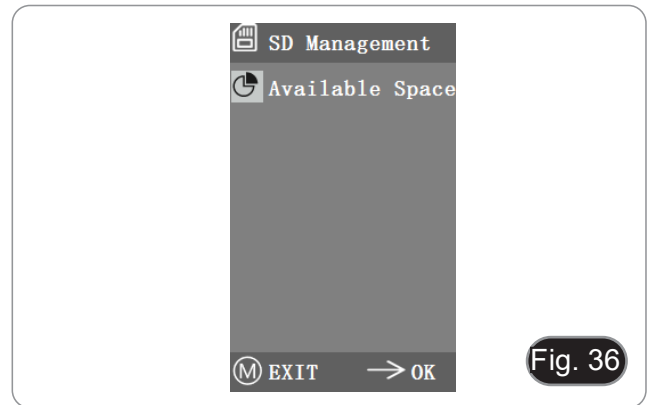 SD Management
Available Space
M EXIT → OK
Fig. 36